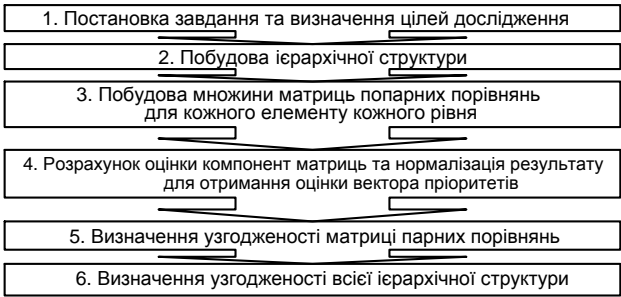 1. Постановка завдання та визначення цілей дослідження
2. Побудова ієрархічної структури
3. Побудова множини матриць попарних порівнянь
для кожного елементу кожного рівня
4. Розрахунок оцінки компонент матриць та нормалізація результату
для отримання оцінки вектора пріоритетів
5. Визначення узгодженості матриці парних порівнянь
6. Визначення узгодженості всієї ієрархічної структури